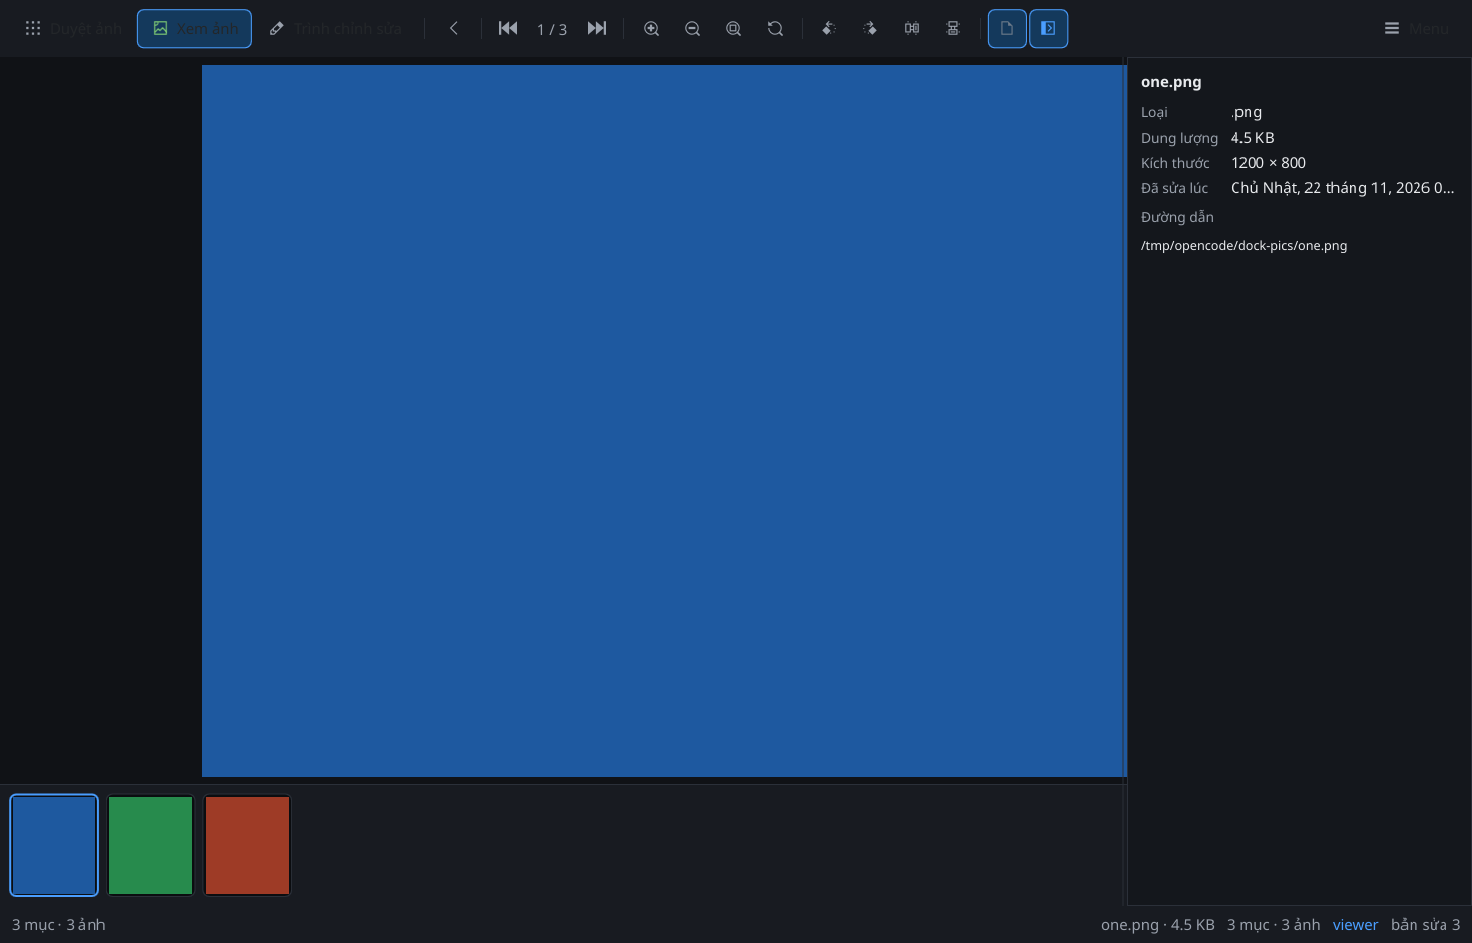 Duyệt ảnh
Xem ảnh
Trình chỉnh sửa
1 / 3
Menu
one.png
Loại .png
Dung lượng 4.5 KB
Kích thước 1200 × 800
Đã sửa lúc Chủ Nhật, 22 tháng 11, 2026 0...
Đường dẫn
/tmp/opencode/dock-pics/one.png
3 mục · 3 ảnh
one.png · 4.5 KB 3 mục · 3 ảnh viewer bản sửa 3